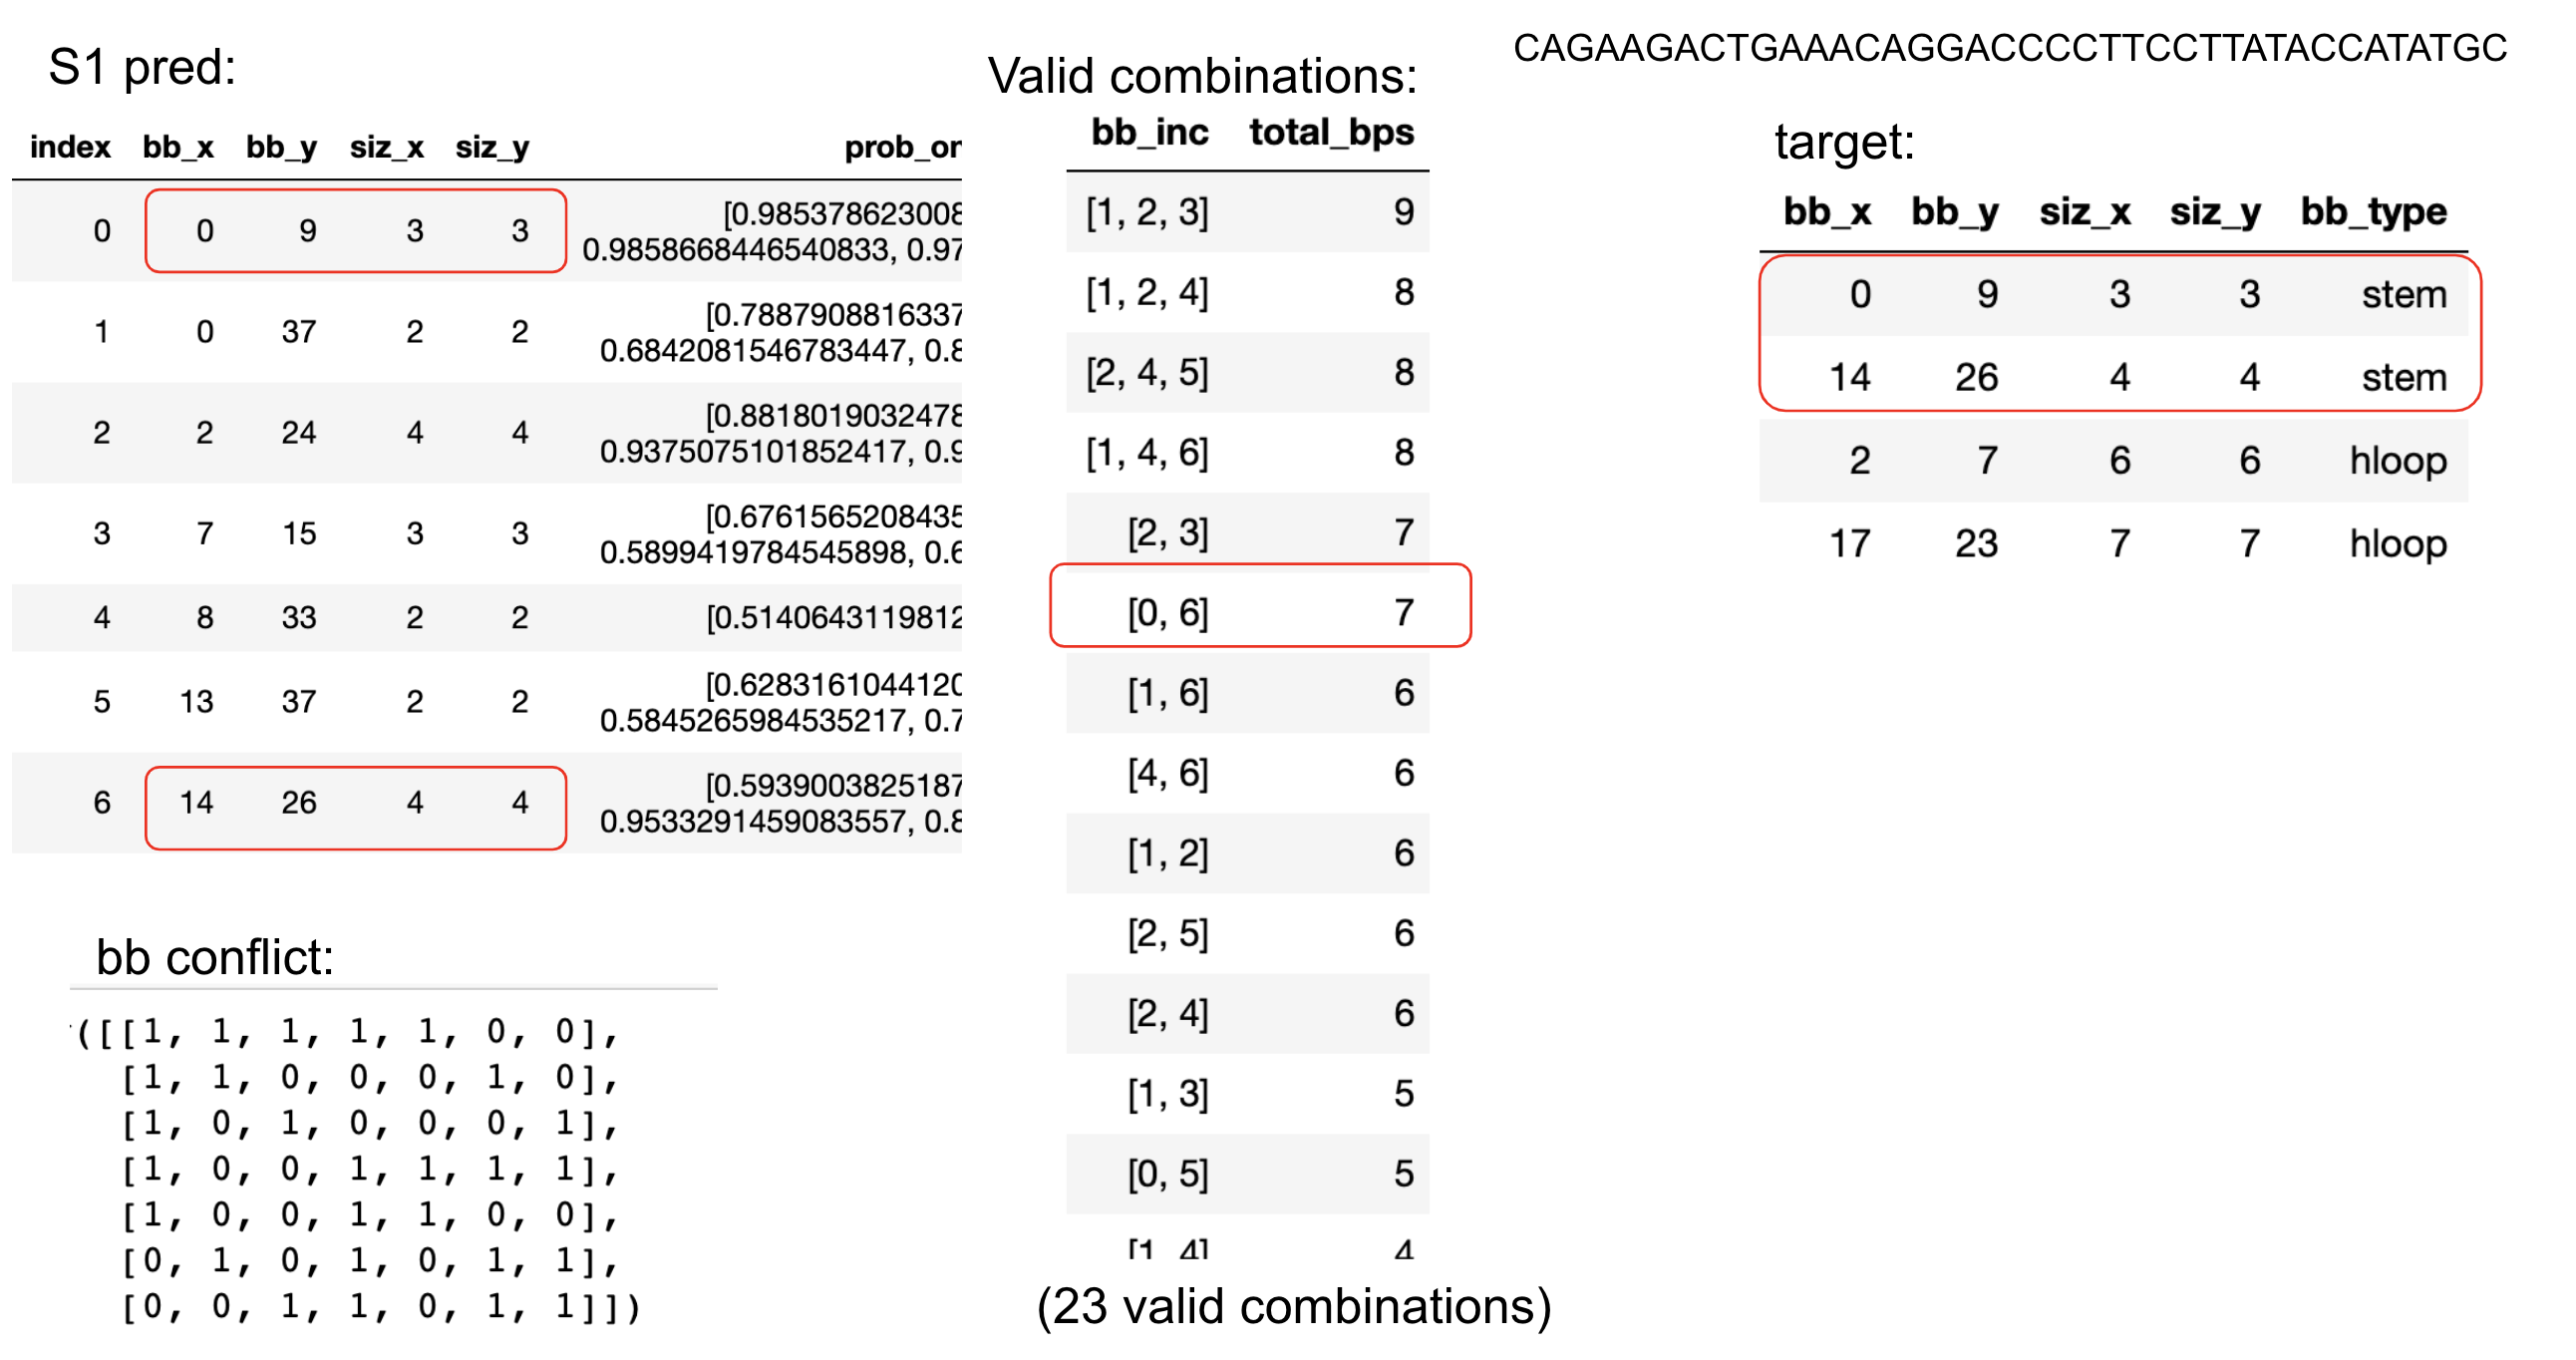 S1 pred:
index bb_x bb_y siz_x siz_y prob_on
0 0 9 3 3 [0.985378623008
0.9858668446540833, 0.97
1 0 37 2 2 [0.7887908816337
0.6842081546783447, 0.8
2 2 24 4 4 [0.8818019032478
0.9375075101852417, 0.9
3 7 15 3 3 [0.6761565208435
0.5899419784545898, 0.6
4 8 33 2 2 [0.5140643119812
5 13 37 2 2 [0.6283161044120
0.5845265984535217, 0.7
6 14 26 4 4 [0.5939003825187
0.9533291459083557, 0.8
bb conflict:
([[1, 1, 1, 1, 1, 0, 0],
[1, 1, 0, 0, 0, 1, 0],
[1, 0, 1, 0, 0, 0, 1],
[1, 0, 0, 1, 1, 1, 1],
[1, 0, 0, 1, 1, 0, 0],
[0, 1, 0, 1, 0, 1, 1],
[0, 0, 1, 1, 0, 1, 1]])
Valid combinations:
bb_inc total_bps
[1, 2, 3] 9
[1, 2, 4] 8
[2, 4, 5] 8
[1, 4, 6] 8
[2, 3] 7
[0, 6] 7
[1, 6] 6
[4, 6] 6
[1, 2] 6
[2, 5] 6
[2, 4] 6
[1, 3] 5
[0, 5] 5
[1, 4] 4
(23 valid combinations)
CAGAAGACTGAAACAGGACCCCTTCCTTATACCATATGC
target:
bb_x bb_y siz_x siz_y bb_type
0 9 3 3 stem
14 26 4 4 stem
2 7 6 6 hloop
17 23 7 7 hloop